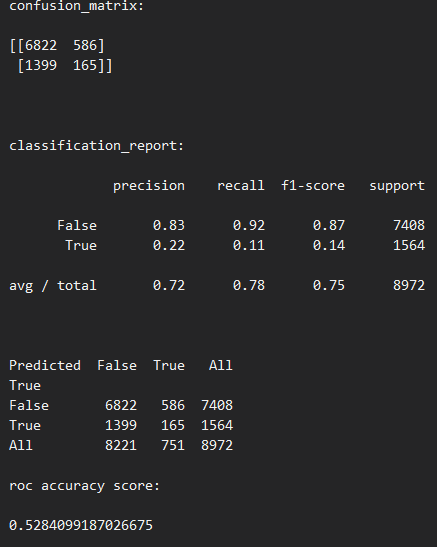 confusion_matrix:
[[6822  586]
 [1399  165]]
classification_report:
             precision    recall  f1-score   support
      False       0.83      0.92      0.87      7408
       True       0.22      0.11      0.14      1564
avg / total       0.72      0.78      0.75      8972
Predicted  False  True   All
True
False       6822   586  7408
True        1399   165  1564
All         8221   751  8972
roc accuracy score:
0.5284099187026675